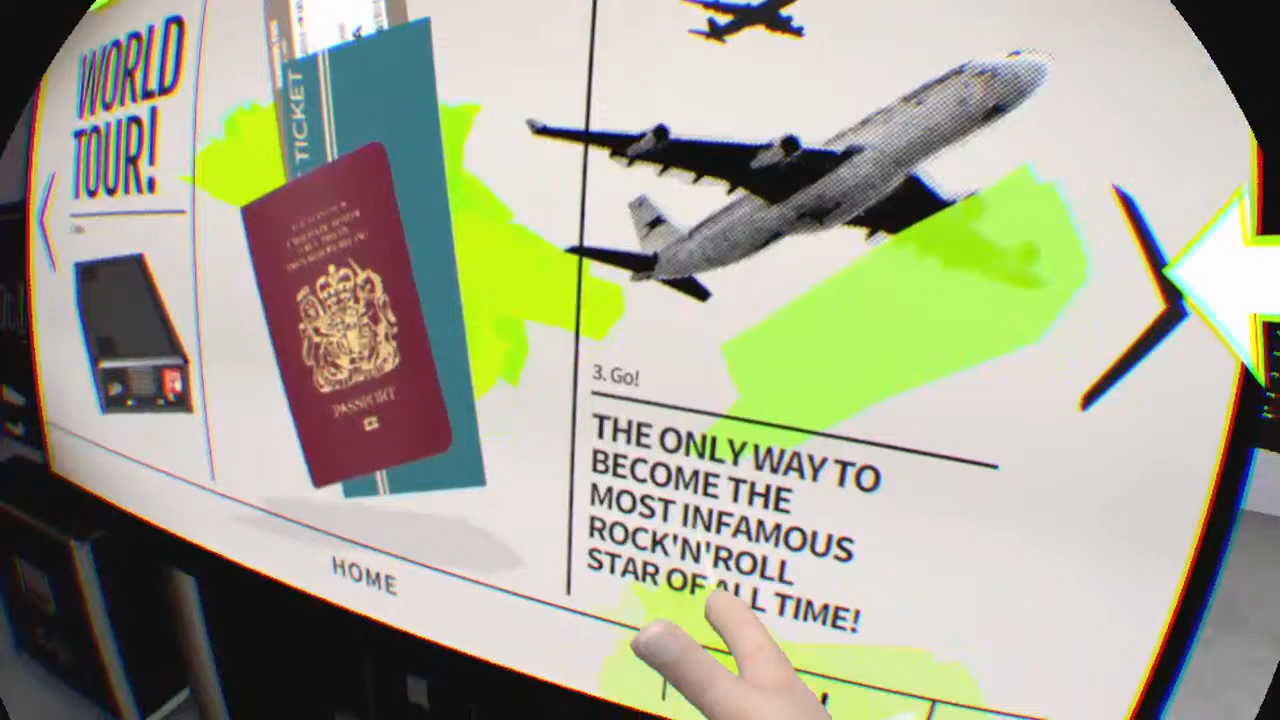 WORLD
TOUR!
TICKET
PASSPORT
3. Go!
THE ONLY WAY TO
BECOME THE
MOST INFAMOUS
ROCK'N'ROLL
STAR OF ALL TIME!
HOME